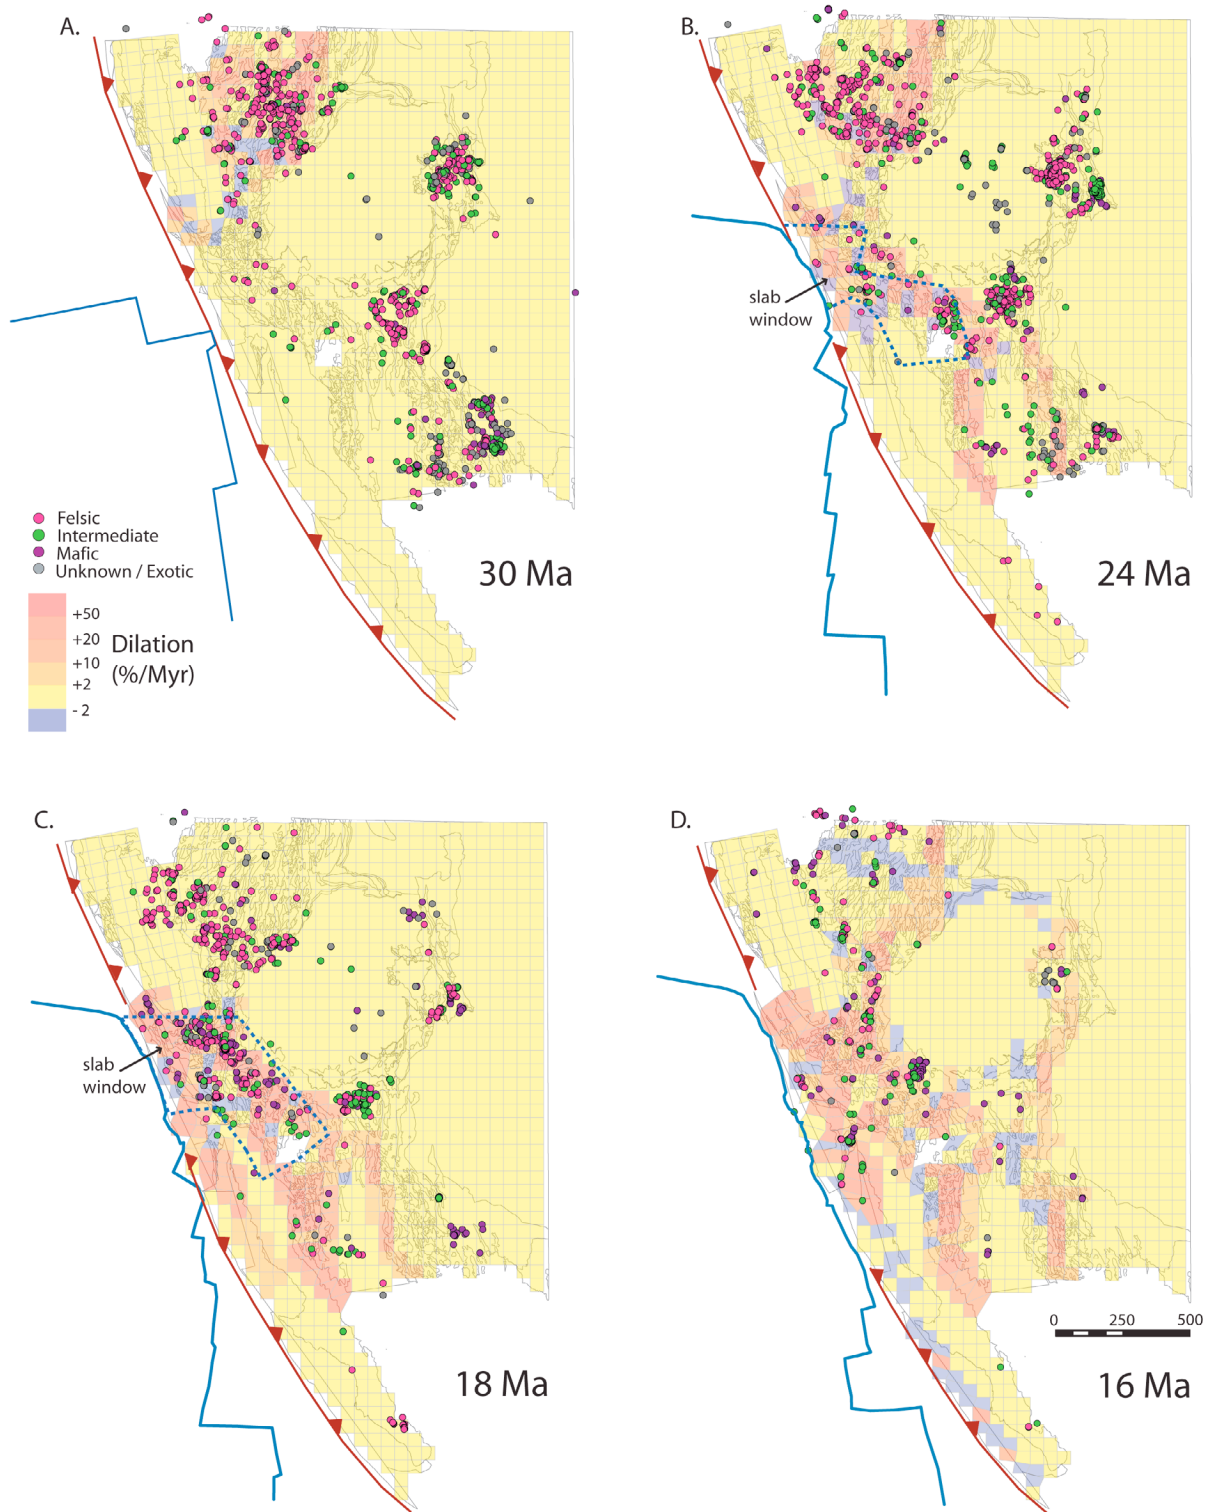 A.
B.
slab
window
Felsic
Intermediate
Mafic
Unknown / Exotic
30 Ma
24 Ma
+50
+20
+10
+2
- 2
Dilation
(%/Myr)
C.
D.
slab
window
0 250 500
18 Ma
16 Ma